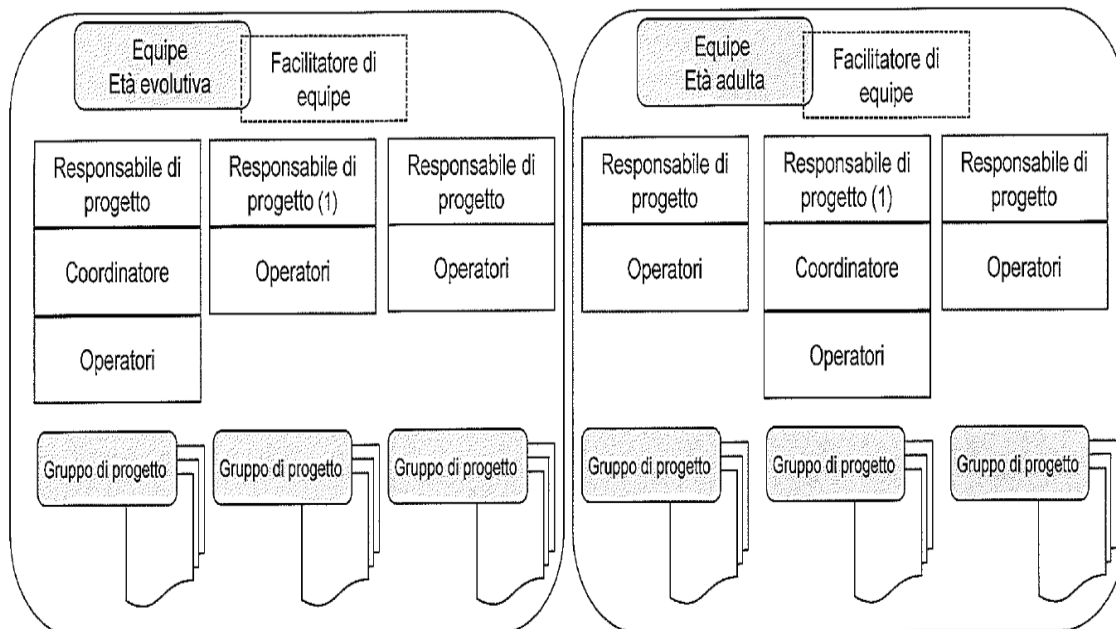 Equipe
Età evolutiva
Facilitatore di
equipe
Responsabile di
progetto
Coordinatore
Operatori
Responsabile di
progetto (1)
Operatori
Responsabile di
progetto
Operatori
Gruppo di progetto
Gruppo di progetto
Gruppo di progetto
Equipe
Età adulta
Facilitatore di
equipe
Responsabile di
progetto
Operatori
Responsabile di
progetto (1)
Coordinatore
Operatori
Responsabile di
progetto
Operatori
Gruppo di progetto
Gruppo di progetto
Gruppo di progetto